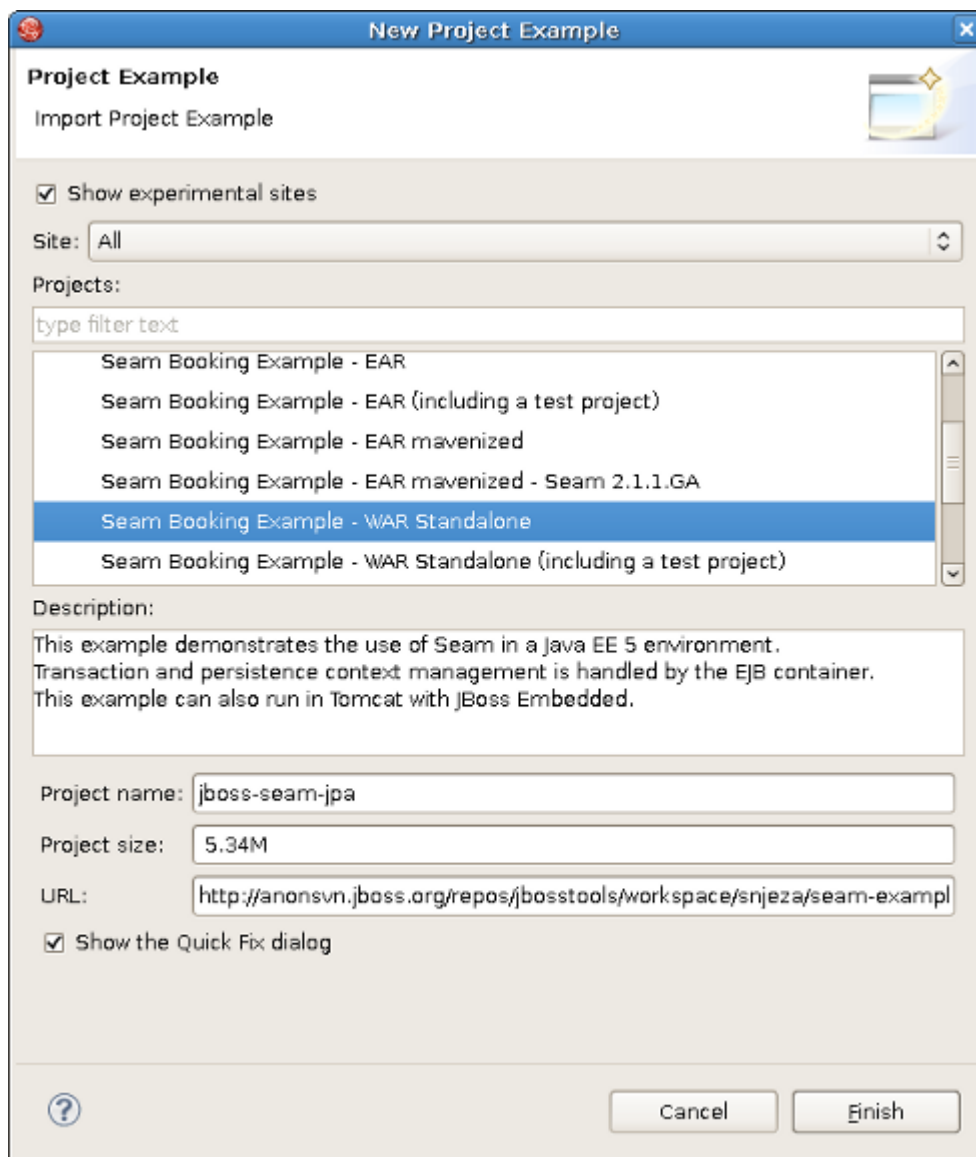 New Project Example
Project Example
Import Project Example
Show experimental sites
Site: All
Projects:
type filter text
Seam Booking Example - EAR
Seam Booking Example - EAR (including a test project)
Seam Booking Example - EAR mavenized
Seam Booking Example - EAR mavenized - Seam 2.1.1.GA
Seam Booking Example - WAR Standalone
Seam Booking Example - WAR Standalone (including a test project)
Description:
This example demonstrates the use of Seam in a Java EE 5 environment.
Transaction and persistence context management is handled by the EJB container.
This example can also run in Tomcat with JBoss Embedded.
Project name: jboss-seam-jpa
Project size: 5.34M
URL: http://anonsvn.jboss.org/repos/jbosstools/workspace/snjeza/seam-exampl
Show the Quick Fix dialog
? Cancel Finish